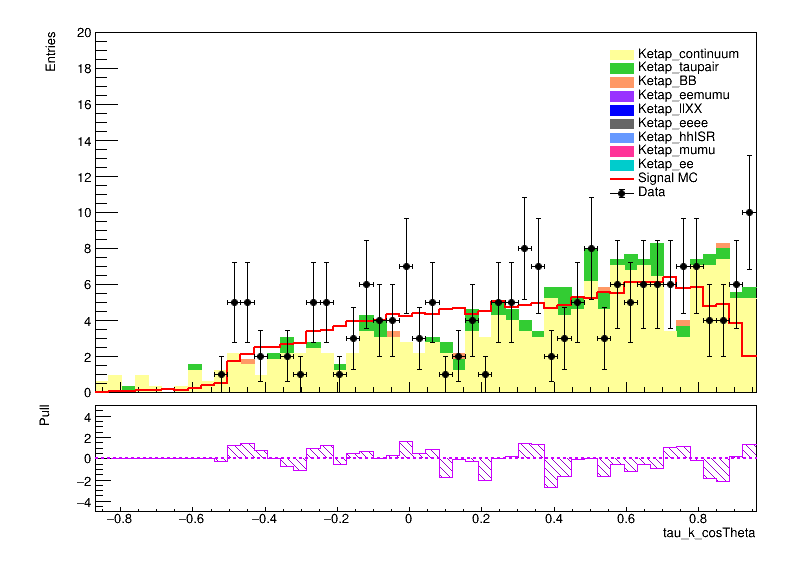 Entries
20
18
16
14
12
10
8
6
4
2
0
Ketap_continuum
Ketap_taupair
Ketap_BB
Ketap_eemumu
Ketap_llXX
Ketap_eeee
Ketap_hhISR
Ketap_mumu
Ketap_ee
Signal MC
Data
Pull
4
2
0
−2
−4
−0.8 −0.6 −0.4 −0.2 0 0.2 0.4 0.6 0.8
tau_k_cosTheta